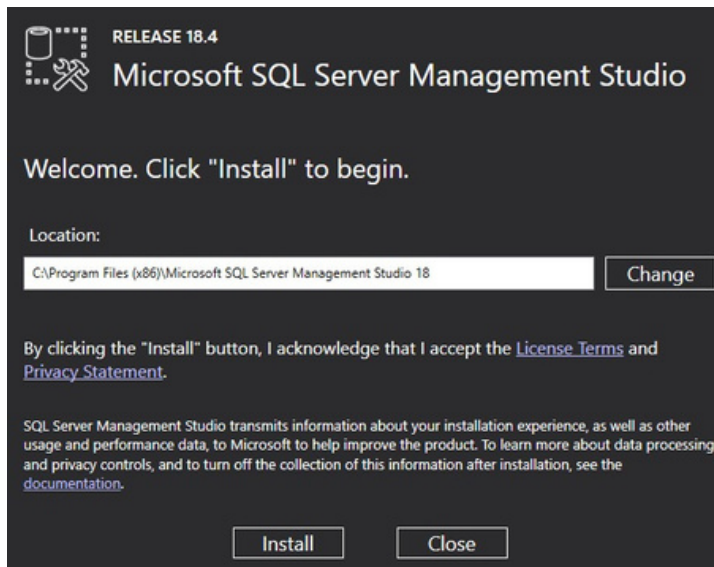 RELEASE 18.4
Microsoft SQL Server Management Studio
Welcome. Click "Install" to begin.
Location:
C:\Program Files (x86)\Microsoft SQL Server Management Studio 18
Change
By clicking the "Install" button, I acknowledge that I accept the License Terms and
Privacy Statement.
SQL Server Management Studio transmits information about your installation experience, as well as other
usage and performance data, to Microsoft to help improve the product. To learn more about data processing
and privacy controls, and to turn off the collection of this information after installation, see the
documentation.
Install
Close